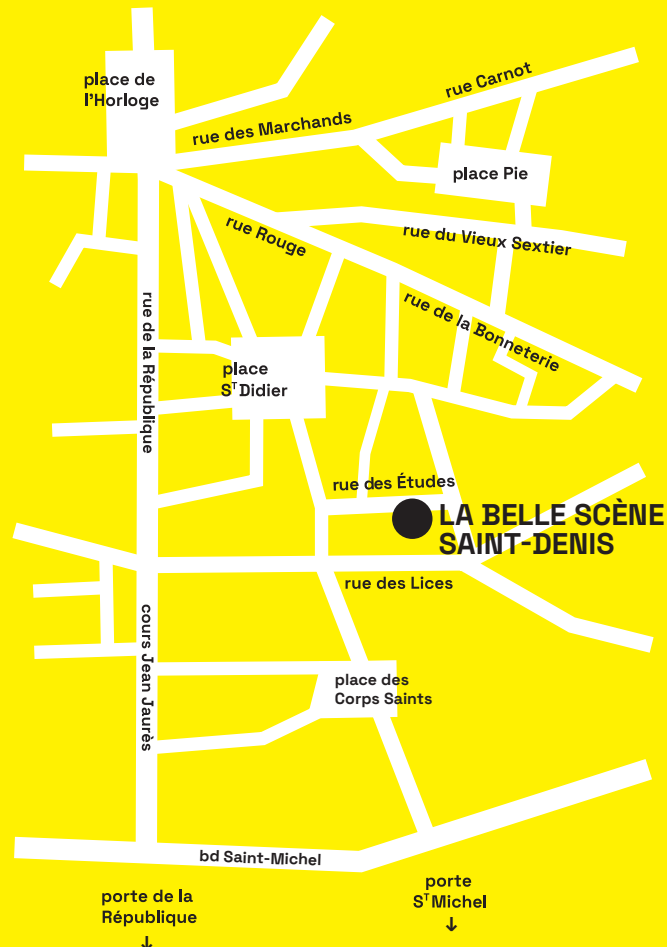 place de
l'Horloge
rue Carnot
rue des Marchands
place Pie
rue Rouge
rue du Vieux Sextier
rue de la République
rue de la Bonneterie
place
Sᵀ Didier
rue des Études
LA BELLE SCÈNE
SAINT-DENIS
rue des Lices
cours Jean Jaurès
place des
Corps Saints
bd Saint-Michel
porte de la
République
↓
porte
Sᵀ Michel
↓